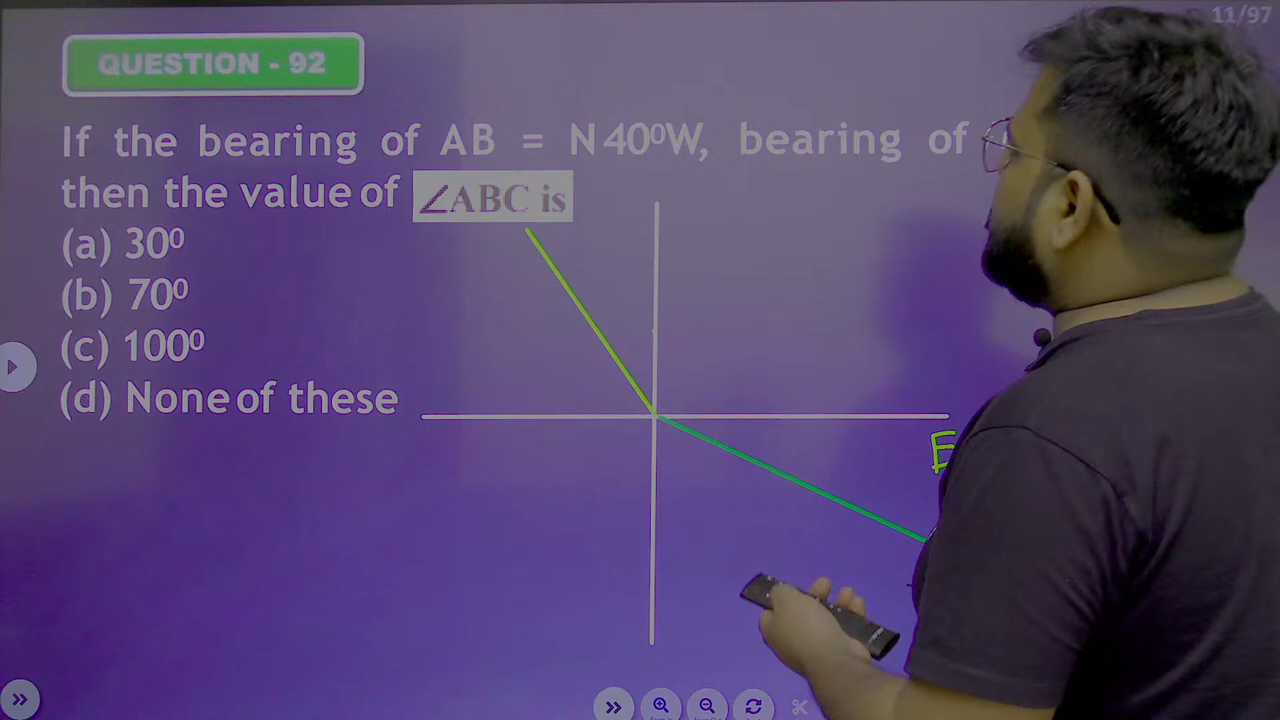 11/97
QUESTION - 92
If the bearing of AB = N40⁰W, bearing of
then the value of ∠ABC is
(a) 30⁰
(b) 70⁰
(c) 100⁰
(d) None of these
E